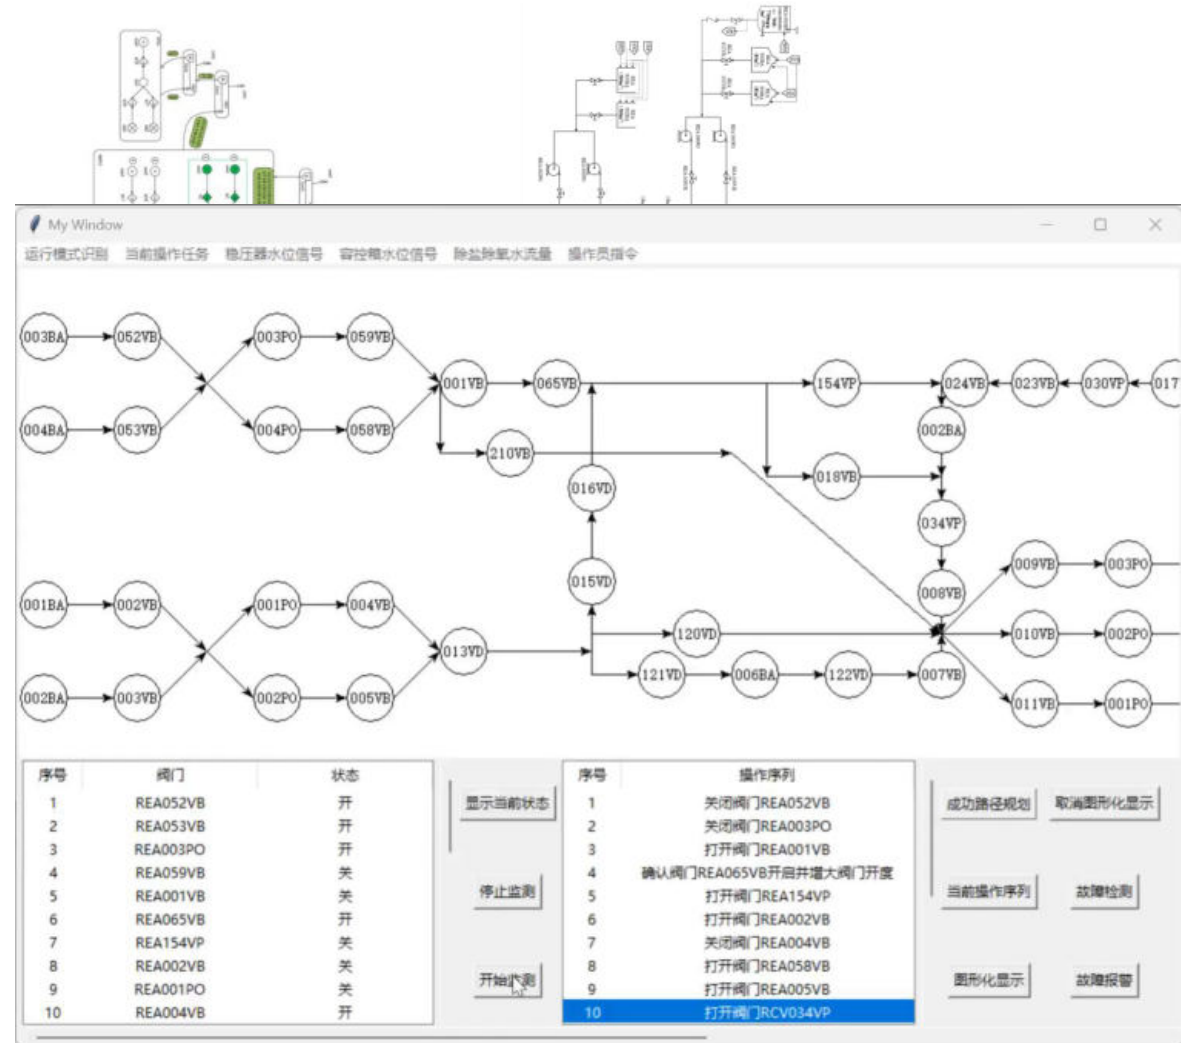 My Window
运行模式识别 当前操作任务 稳压器水位信号 容控箱水位信号 除盐除氧水流量 操作员指令
003BA 052VB 003PO 059VB
001VB 065VB 154VP 024VB 023VB 030VP 017
004BA 053VB 004PO 058VB 002BA
210VB
018VB
016VD
034VP
009VB 003PO
015VD
008VB
001BA 002VB 001PO 004VB
120VD 010VB 002PO
013VD
121VD 006BA 122VD 007VB
002BA 003VB 002PO 005VB 011VB 001PO
序号 阀门 状态
1 REA052VB 开
2 REA053VB 开
3 REA003PO 开
4 REA059VB 关
5 REA001VB 关
6 REA065VB 开
7 REA154VP 关
8 REA002VB 关
9 REA001PO 关
10 REA004VB 开
显示当前状态
停止监测
开始监测
序号 操作序列
1 关闭阀门REA052VB
2 关闭阀门REA003PO
3 打开阀门REA001VB
4 确认阀门REA065VB开启并增大阀门开度
5 打开阀门REA154VP
6 打开阀门REA002VB
7 关闭阀门REA004VB
8 打开阀门REA058VB
9 打开阀门REA005VB
10 打开阀门RCV034VP
成功路径规划 取消图形化显示
当前操作序列 故障检测
图形化显示 故障报警